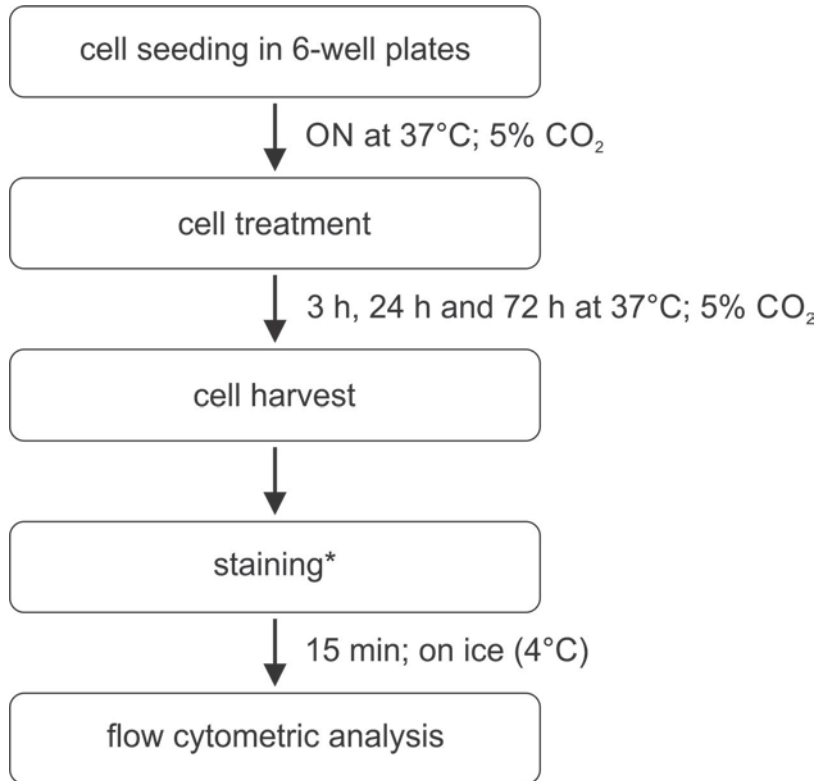 cell seeding in 6-well plates
ON at 37°C; 5% CO₂
cell treatment
3 h, 24 h and 72 h at 37°C; 5% CO₂
cell harvest
staining*
15 min; on ice (4°C)
flow cytometric analysis